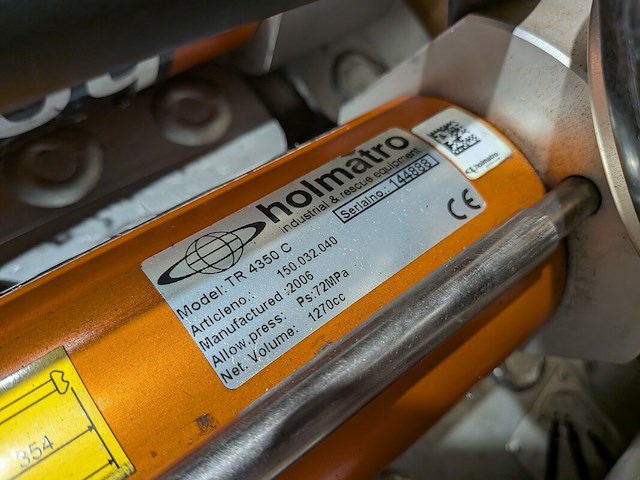 holmatro
industrial & rescue equipment
Serialno.: 144889
Model: TR 4350 C
Articleno.: 150.032.040
Manufactured :2006
Allow.press: Ps:72MPa
Net. Volume: 1270cc
CE
holmatro
354